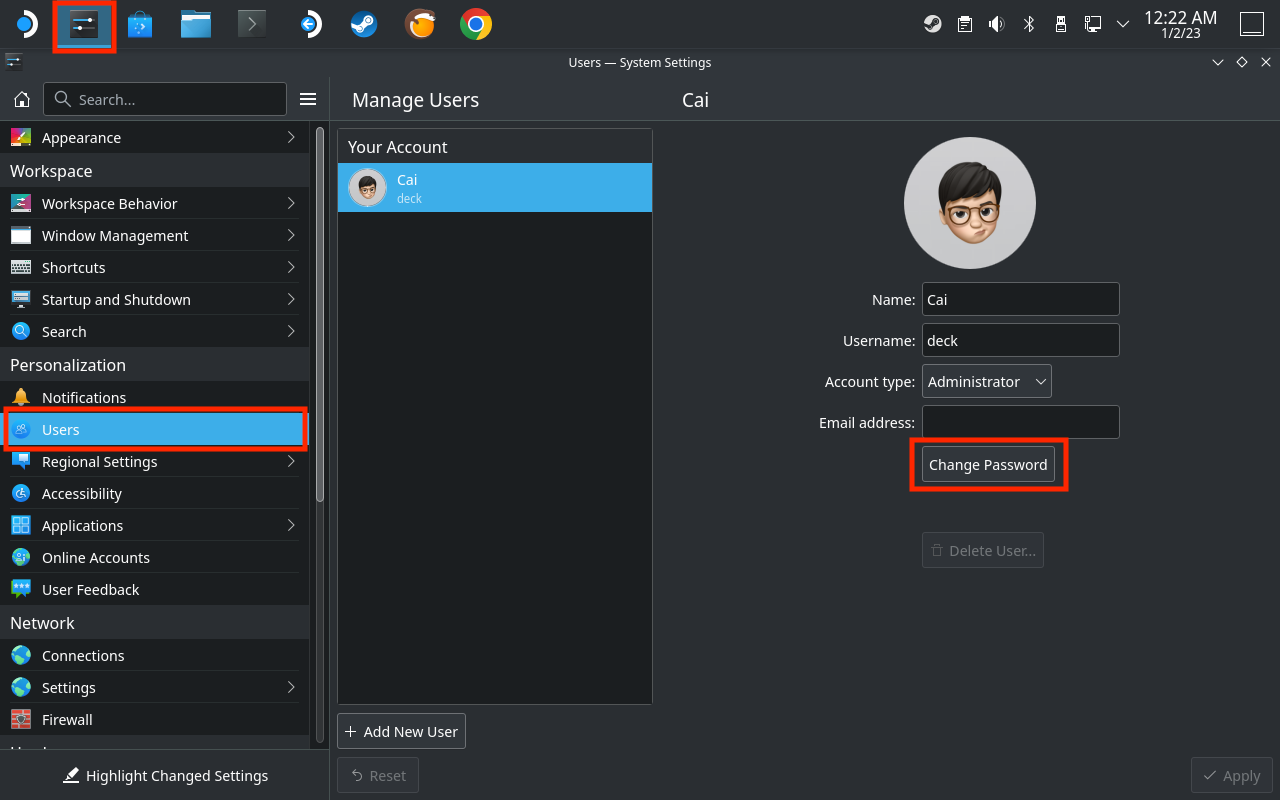 12:22 AM
1/2/23
Users — System Settings
Search...
Manage Users
Cai
Appearance
Workspace
Workspace Behavior
Window Management
Shortcuts
Startup and Shutdown
Search
Personalization
Notifications
Users
Regional Settings
Accessibility
Applications
Online Accounts
User Feedback
Network
Connections
Settings
Firewall
Highlight Changed Settings
Your Account
Cai
deck
Add New User
Reset
Name: Cai
Username: deck
Account type: Administrator
Email address:
Change Password
Delete User...
Apply